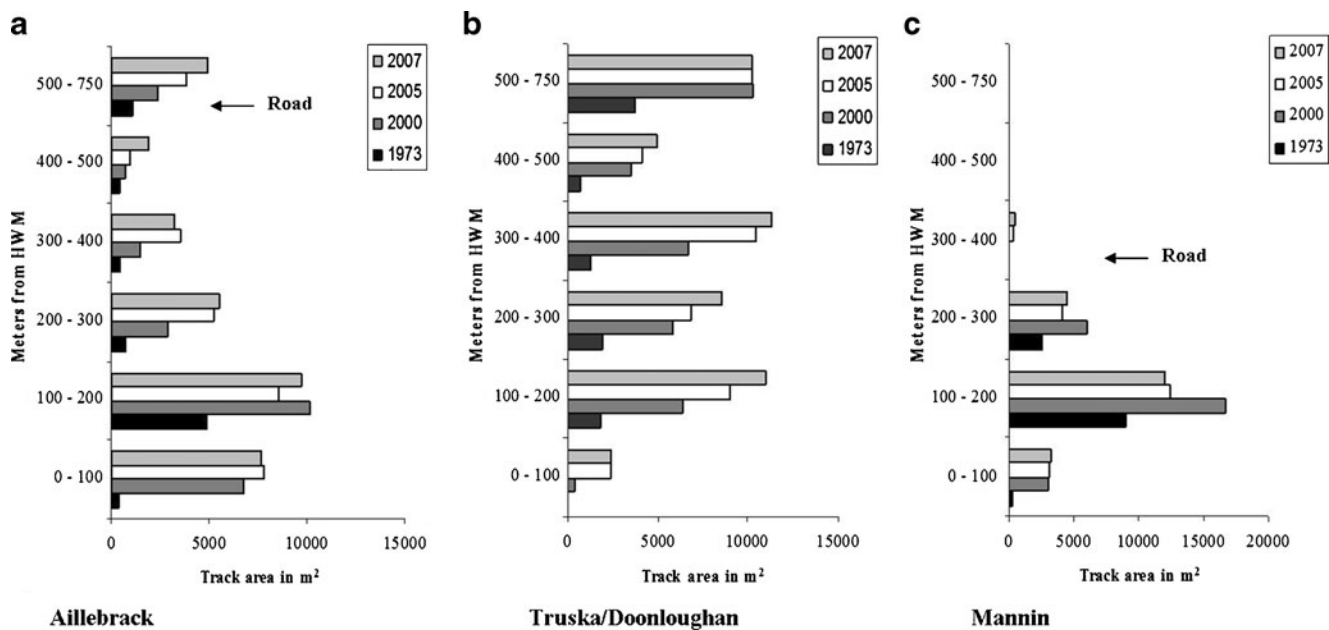 a
2007
2005
2000
1973
Road
Meters from HWM
500 - 750
400 - 500
300 - 400
200 - 300
100 - 200
0 - 100
0 5000 10000 15000
Track area in m²
Aillebrack
b
2007
2005
2000
1973
Meters from HWM
500-750
400-500
300-400
200-300
100-200
0-100
0 5000 10000 15000
Track area in m²
Truska/Doonloughan
c
2007
2005
2000
1973
Road
Meters from HWM
500-750
400-500
300-400
200-300
100-200
0-100
0 5000 10000 15000 20000
Track area in m²
Mannin